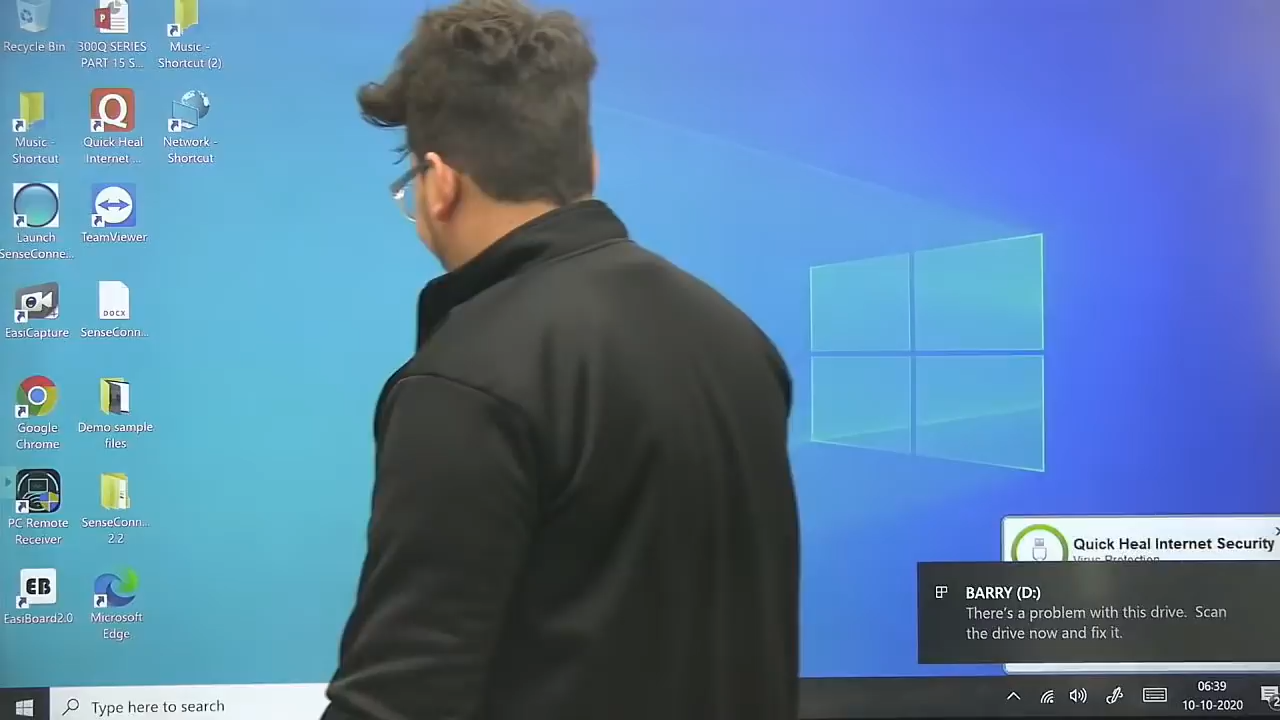 Recycle Bin
300Q SERIES
PART 15 S...
Music -
Shortcut (2)
Music -
Shortcut
Quick Heal
Internet ...
Network -
Shortcut
Launch
SenseConne...
TeamViewer
EasiCapture
DOCX
SenseConn...
Google
Chrome
Demo sample
files
PC Remote
Receiver
SenseConn...
2.2
EB
EasiBoard2.0
Microsoft
Edge
Quick Heal Internet Security
Virus Protection
BARRY (D:)
There's a problem with this drive. Scan
the drive now and fix it.
Type here to search
06:39
10-10-2020